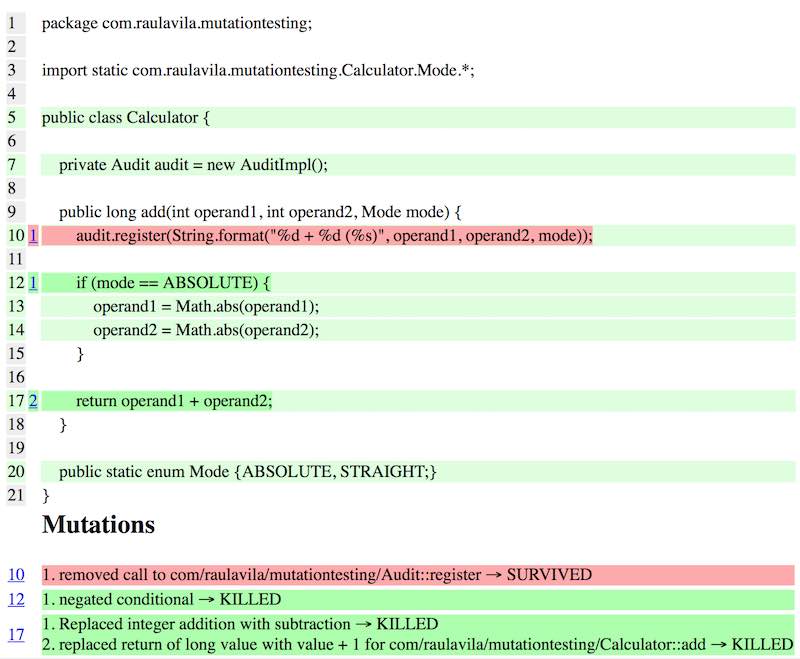 1 package com.raulavila.mutationtesting;
2
3 import static com.raulavila.mutationtesting.Calculator.Mode.*;
4
5 public class Calculator {
6
7 private Audit audit = new AuditImpl();
8
9 public long add(int operand1, int operand2, Mode mode) {
10 1 audit.register(String.format("%d + %d (%s)", operand1, operand2, mode));
11
12 1 if (mode == ABSOLUTE) {
13 operand1 = Math.abs(operand1);
14 operand2 = Math.abs(operand2);
15 }
16
17 2 return operand1 + operand2;
18 }
19
20 public static enum Mode {ABSOLUTE, STRAIGHT;}
21 }
Mutations
10 1. removed call to com/raulavila/mutationtesting/Audit::register → SURVIVED
12 1. negated conditional → KILLED
17 1. Replaced integer addition with subtraction → KILLED
2. replaced return of long value with value + 1 for com/raulavila/mutationtesting/Calculator::add → KILLED